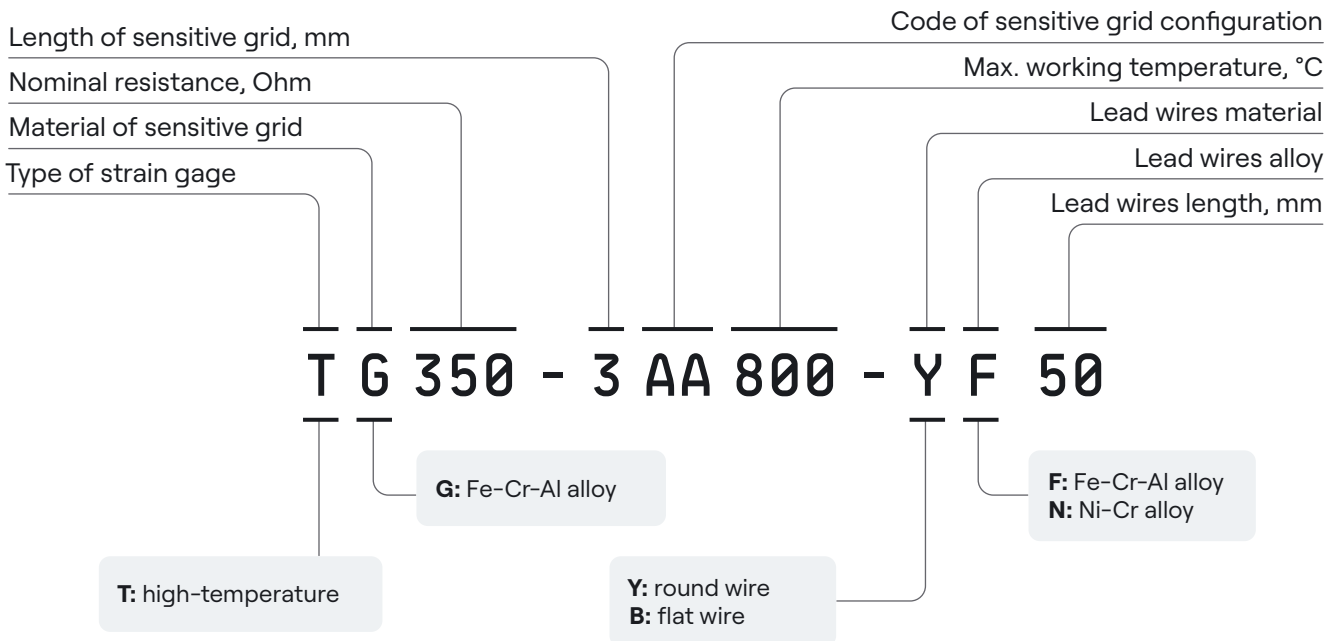 Length of sensitive grid, mm
Nominal resistance, Ohm
Material of sensitive grid
Type of strain gage
Code of sensitive grid configuration
Max. working temperature, °C
Lead wires material
Lead wires alloy
Lead wires length, mm
T G 350 - 3 AA 800 - Y F 50
G: Fe-Cr-Al alloy
F: Fe-Cr-Al alloy
N: Ni-Cr alloy
T: high-temperature
Y: round wire
B: flat wire